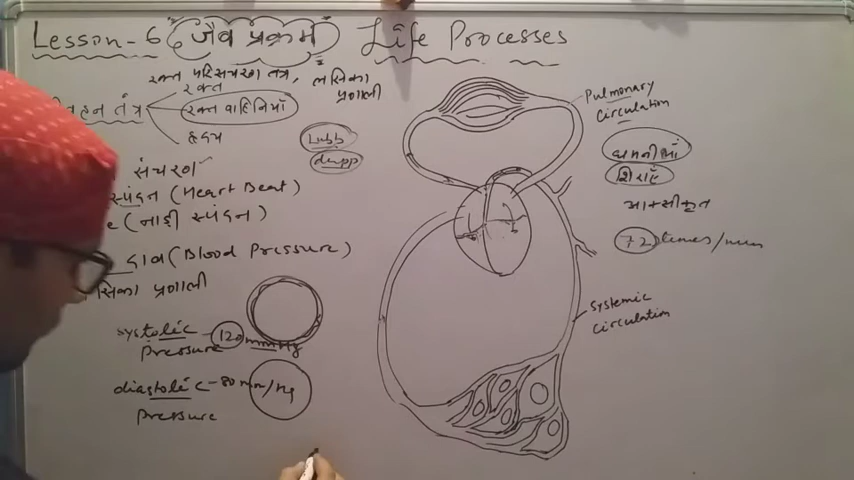 Lesson-6 जैव प्रक्रम Life Processes
रक्त परिसंचरण तंत्र, लसिका प्रणाली
रक्त
वहन तंत्र
रक्त वाहिनियाँ
हृदय
Lubb
dupp
संचरण
स्पंदन (Heart Beat)
(नाड़ी स्पंदन)
दाब (Blood Pressure)
सिका प्रणाली
systolic - 120 mmHg
pressure
diastolic - 80 mm/Hg
pressure
Pulmonary
circulation
धमनीयाँ
शिराएँ
72 times/min
systemic
circulation